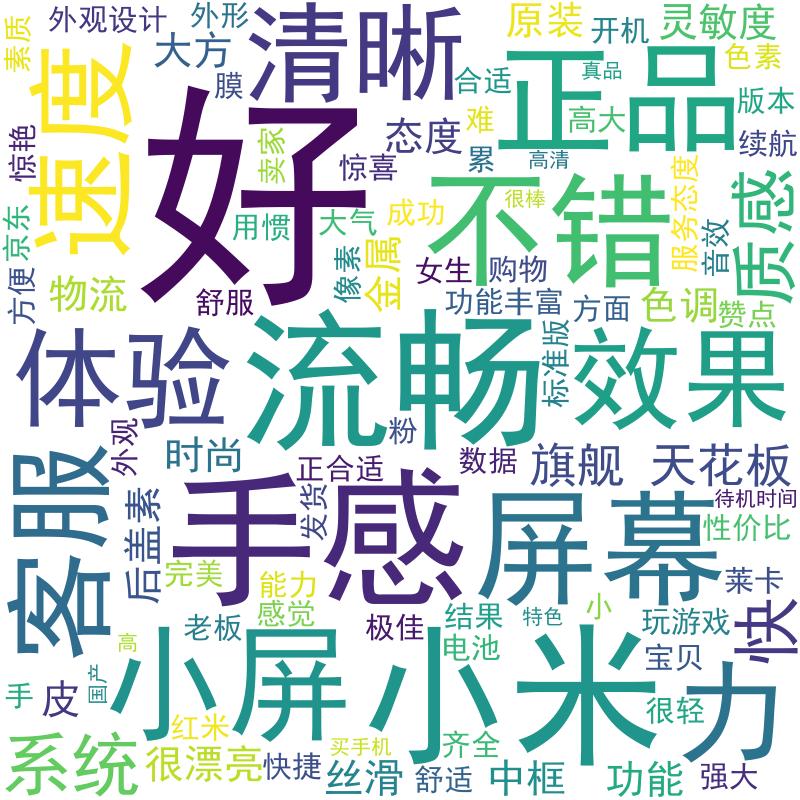 素质
外观设计
外形
清晰
原装
开机
灵敏度
大方
膜
合适
正品
真品
色素
速度
惊艳
好
卖家
惊喜
态度
难
累
高大
高清
版本
续航
京东
方便
物流
用惯
大气
成功
很棒
不错
服务态度
音效
质感
舒服
像素
金属
女生
购物
功能丰富
方面
色调
赞点
体验
流畅
标准版
效果
外观
时尚
粉
正合适
数据
旗舰
天花板
客服
后盖素
手感
发货
屏幕
待机时间
性价比
完美
能力
感觉
老板
极佳
结果
电池
特色
小
玩游戏
莱卡
快
宝贝
高
国产
手
皮
小屏
小米
力
很轻
红米
系统
很漂亮
快捷
买手机
丝滑
舒适
齐全
中框
功能
强大